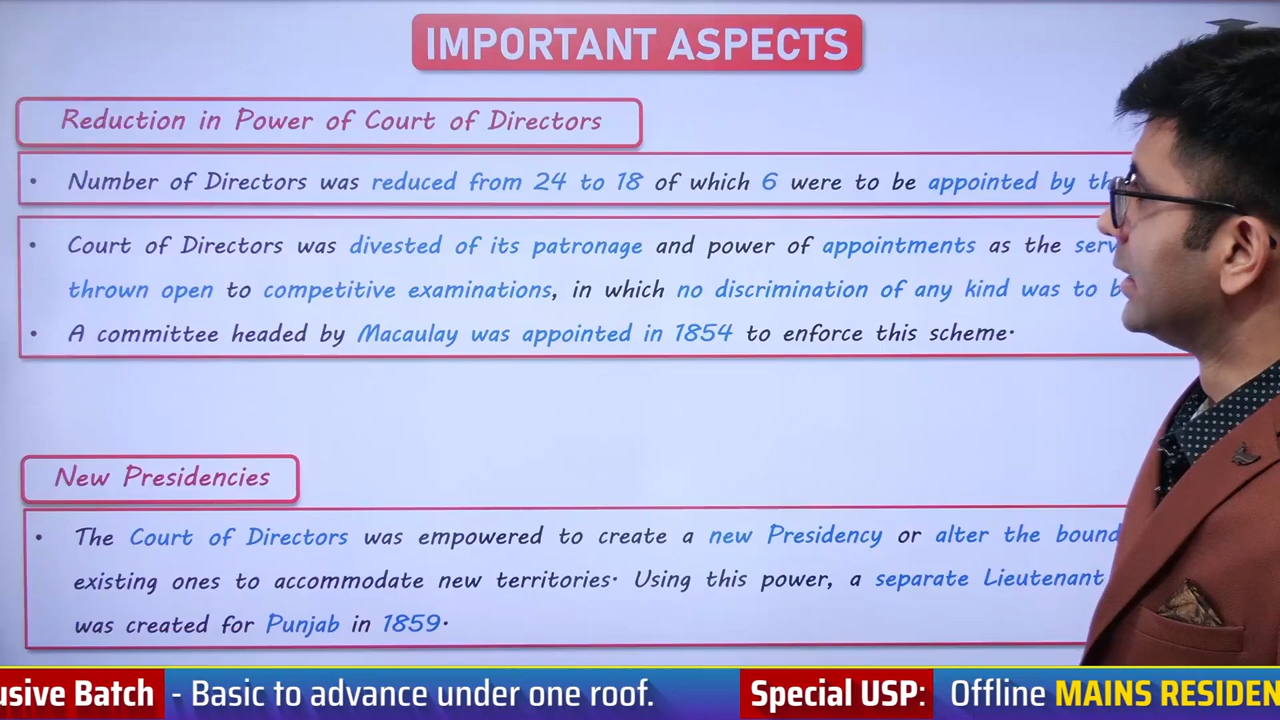 IMPORTANT ASPECTS
Reduction in Power of Court of Directors
• Number of Directors was reduced from 24 to 18 of which 6 were to be appointed by th
• Court of Directors was divested of its patronage and power of appointments as the serv
thrown open to competitive examinations, in which no discrimination of any kind was to b
• A committee headed by Macaulay was appointed in 1854 to enforce this scheme.
New Presidencies
• The Court of Directors was empowered to create a new Presidency or alter the bound
existing ones to accommodate new territories. Using this power, a separate Lieutenant
was created for Punjab in 1859.
usive Batch - Basic to advance under one roof. Special USP: Offline MAINS RESIDEN